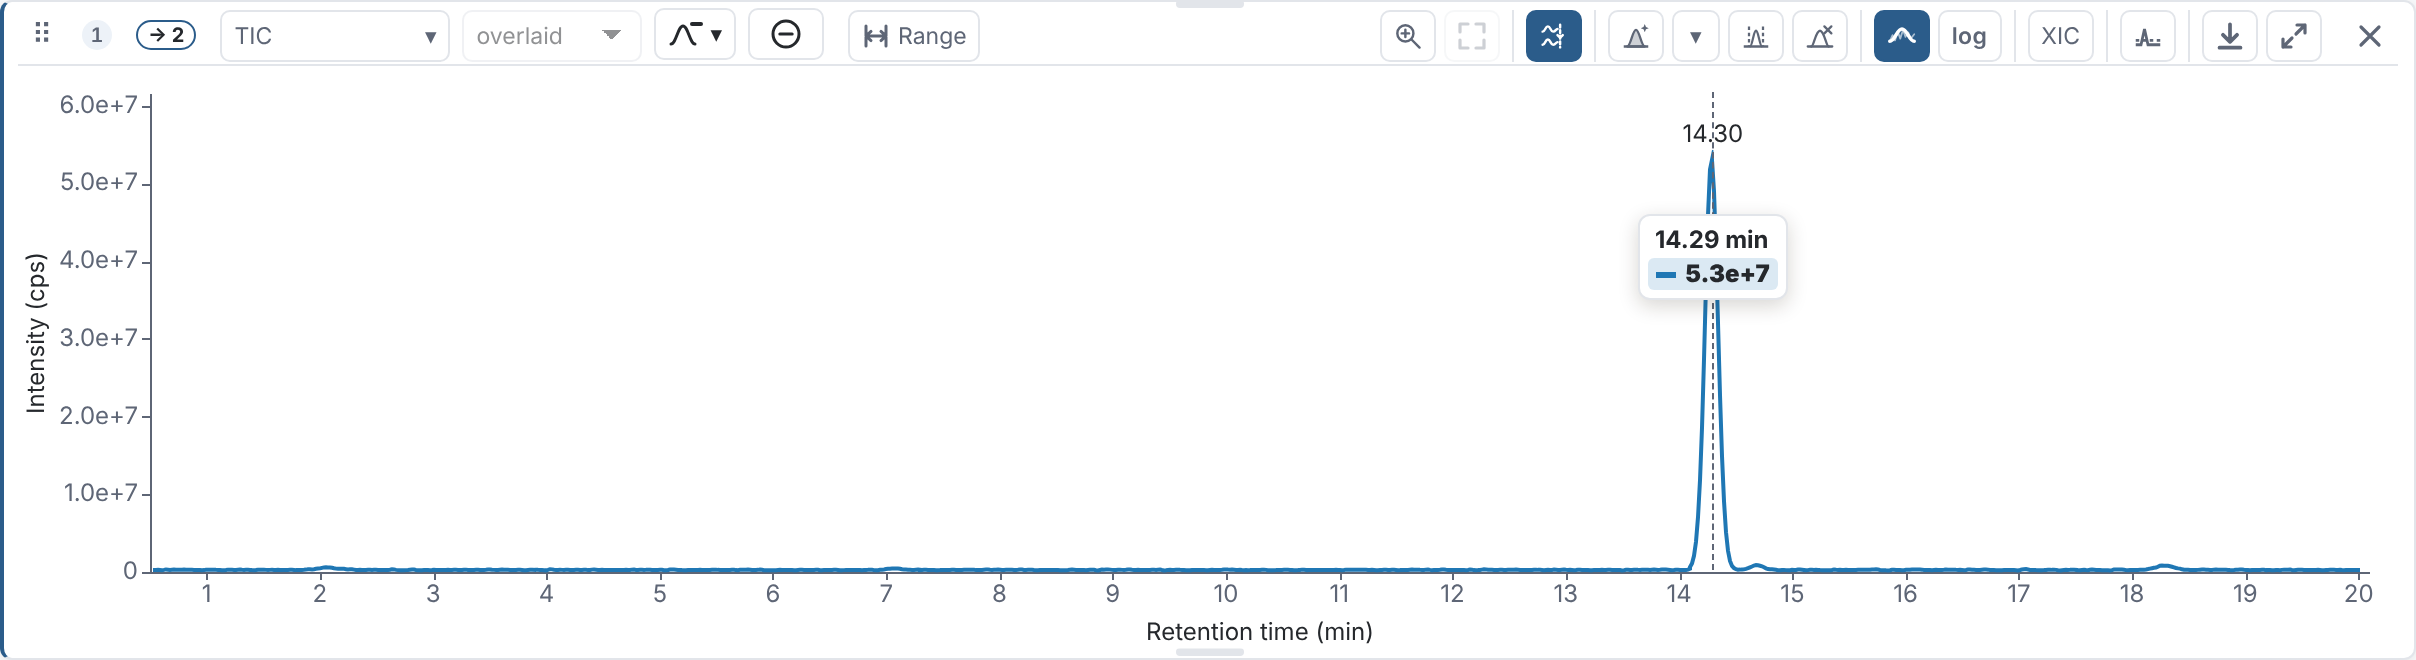 1 → 2 TIC overlaid Range log XIC
6.0e+7
14.30
5.0e+7
14.29 min
4.0e+7
5.3e+7
Intensity (cps)
3.0e+7
2.0e+7
1.0e+7
0
1 2 3 4 5 6 7 8 9 10 11 12 13 14 15 16 17 18 19 20
Retention time (min)